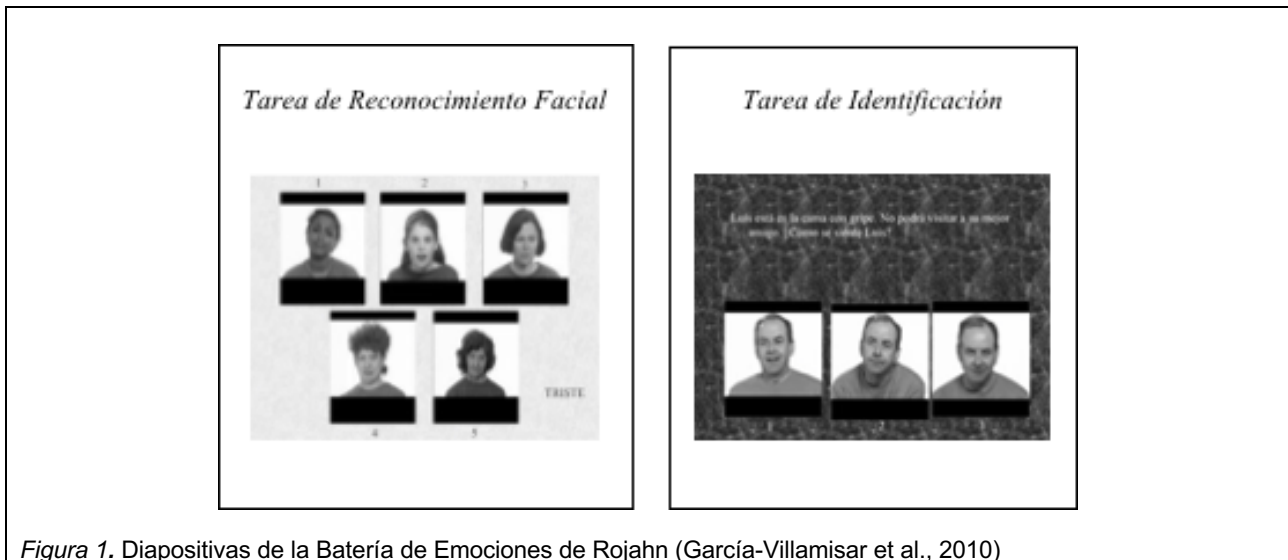 Tarea de Reconocimiento Facial
1 2 3
4 5
TRISTE
Tarea de Identificación
Luis está en la cama con gripe. No podrá visitar a su mejor
amigo. ¿Cómo se siente Luis?
1 2 3
Figura 1. Diapositivas de la Batería de Emociones de Rojahn (García-Villamisar et al., 2010)